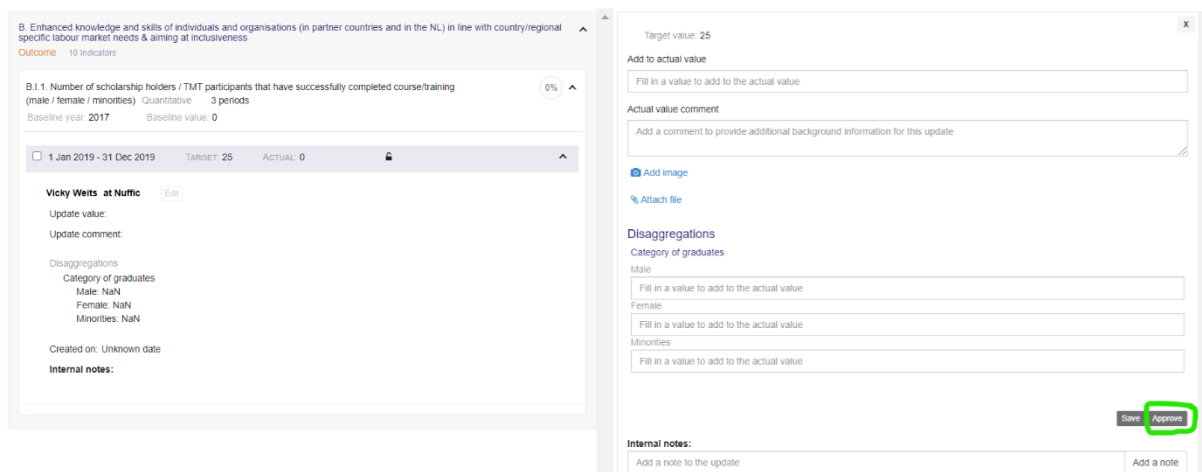 B. Enhanced knowledge and skills of individuals and organisations (in partner countries and in the NL) in line with country/regional
specific labour market needs & aiming at inclusiveness
Outcome 10 Indicators
B.I.1. Number of scholarship holders / TMT participants that have successfully completed course/training
(male / female / minorities) Quantitative 3 periods
0%
Baseline year: 2017 Baseline value: 0
1 Jan 2019 - 31 Dec 2019 TARGET: 25 ACTUAL: 0
Vicky Weits at Nuffic Edit
Update value:
Update comment:
Disaggregations
Category of graduates
Male: NaN
Female: NaN
Minorities: NaN
Created on: Unknown date
Internal notes:
x
Target value: 25
Add to actual value
Fill in a value to add to the actual value
Actual value comment
Add a comment to provide additional background information for this update
Add image
Attach file
Disaggregations
Category of graduates
Male
Fill in a value to add to the actual value
Female
Fill in a value to add to the actual value
Minorities
Fill in a value to add to the actual value
Save Approve
Internal notes:
Add a note to the update Add a note